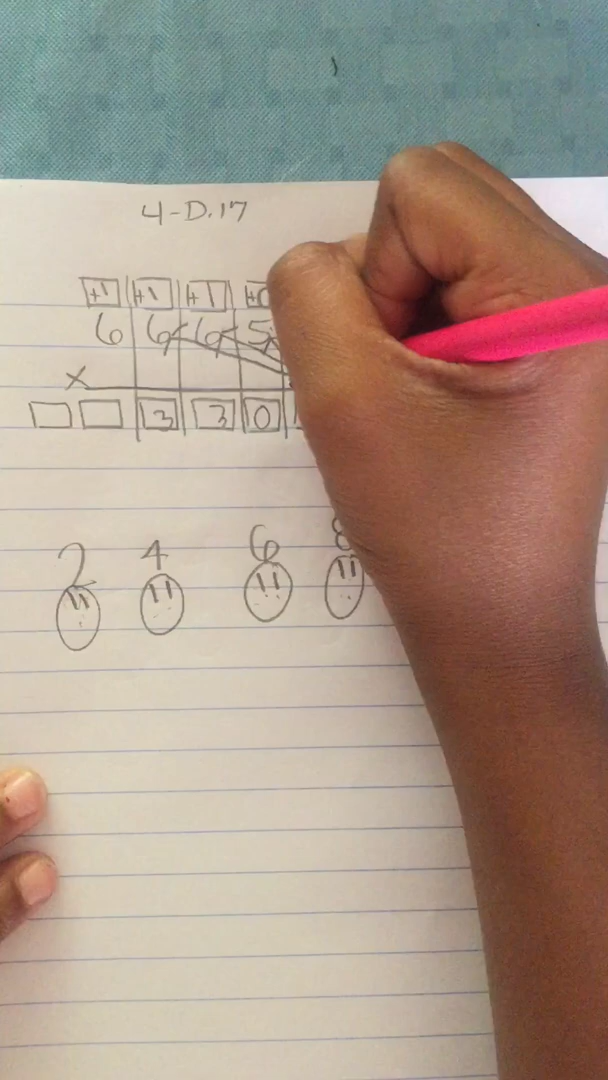 4-D.17
+1 +1 +1 +0
6 6 6 5
×
3 3 0
2 4 6 8